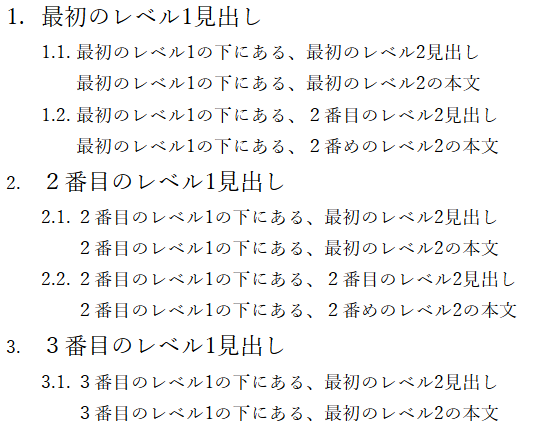 1. 最初のレベル1見出し
1.1. 最初のレベル1の下にある、最初のレベル2見出し
最初のレベル1の下にある、最初のレベル2の本文
1.2. 最初のレベル1の下にある、２番目のレベル2見出し
最初のレベル1の下にある、２番めのレベル2の本文
2. ２番目のレベル1見出し
2.1. ２番目のレベル1の下にある、最初のレベル2見出し
２番目のレベル1の下にある、最初のレベル2の本文
2.2. ２番目のレベル1の下にある、２番目のレベル2見出し
２番目のレベル1の下にある、２番めのレベル2の本文
3. ３番目のレベル1見出し
3.1. ３番目のレベル1の下にある、最初のレベル2見出し
３番目のレベル1の下にある、最初のレベル2の本文